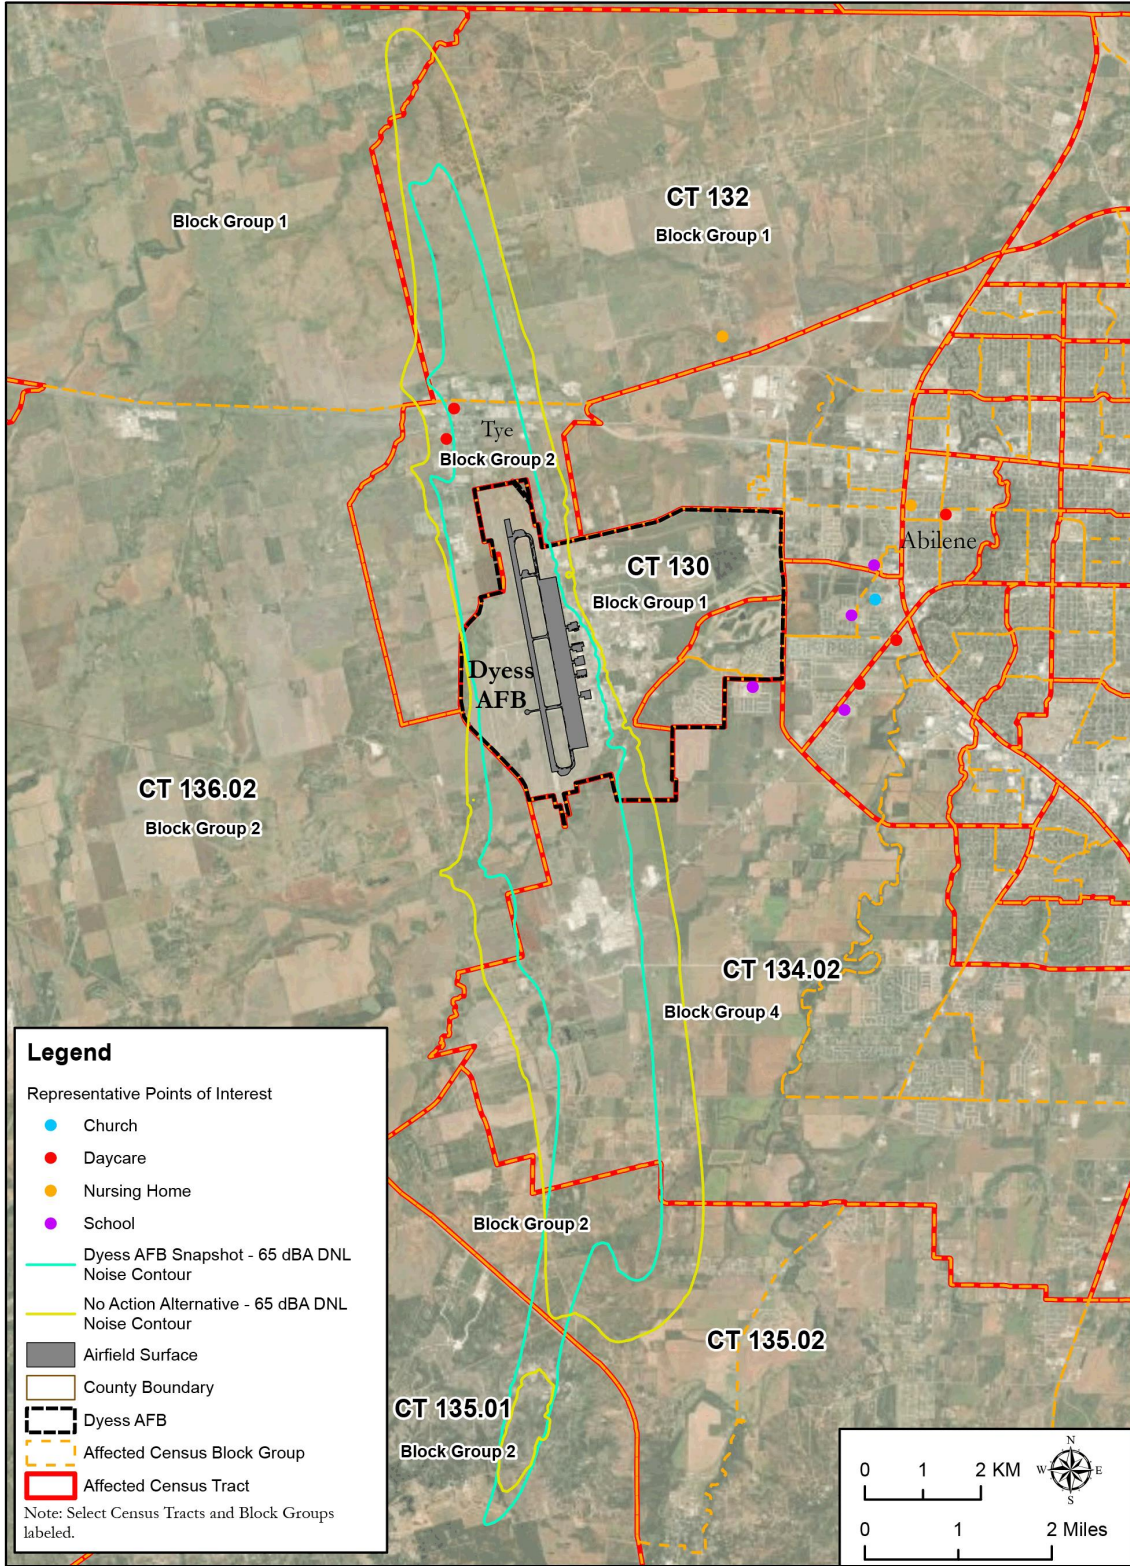 CT 132
Block Group 1
Block Group 1
Tye
Block Group 2
Abilene
CT 130
Block Group 1
Dyess
AFB
CT 136.02
Block Group 2
CT 134.02
Block Group 4
Block Group 2
CT 135.02
CT 135.01
Block Group 2
Legend
Representative Points of Interest
Church
Daycare
Nursing Home
School
Dyess AFB Snapshot - 65 dBA DNL
Noise Contour
No Action Alternative - 65 dBA DNL
Noise Contour
Airfield Surface
County Boundary
Dyess AFB
Affected Census Block Group
Affected Census Tract
Note: Select Census Tracts and Block Groups
labeled.
N
W E
S
0 1 2 KM
0 1 2 Miles